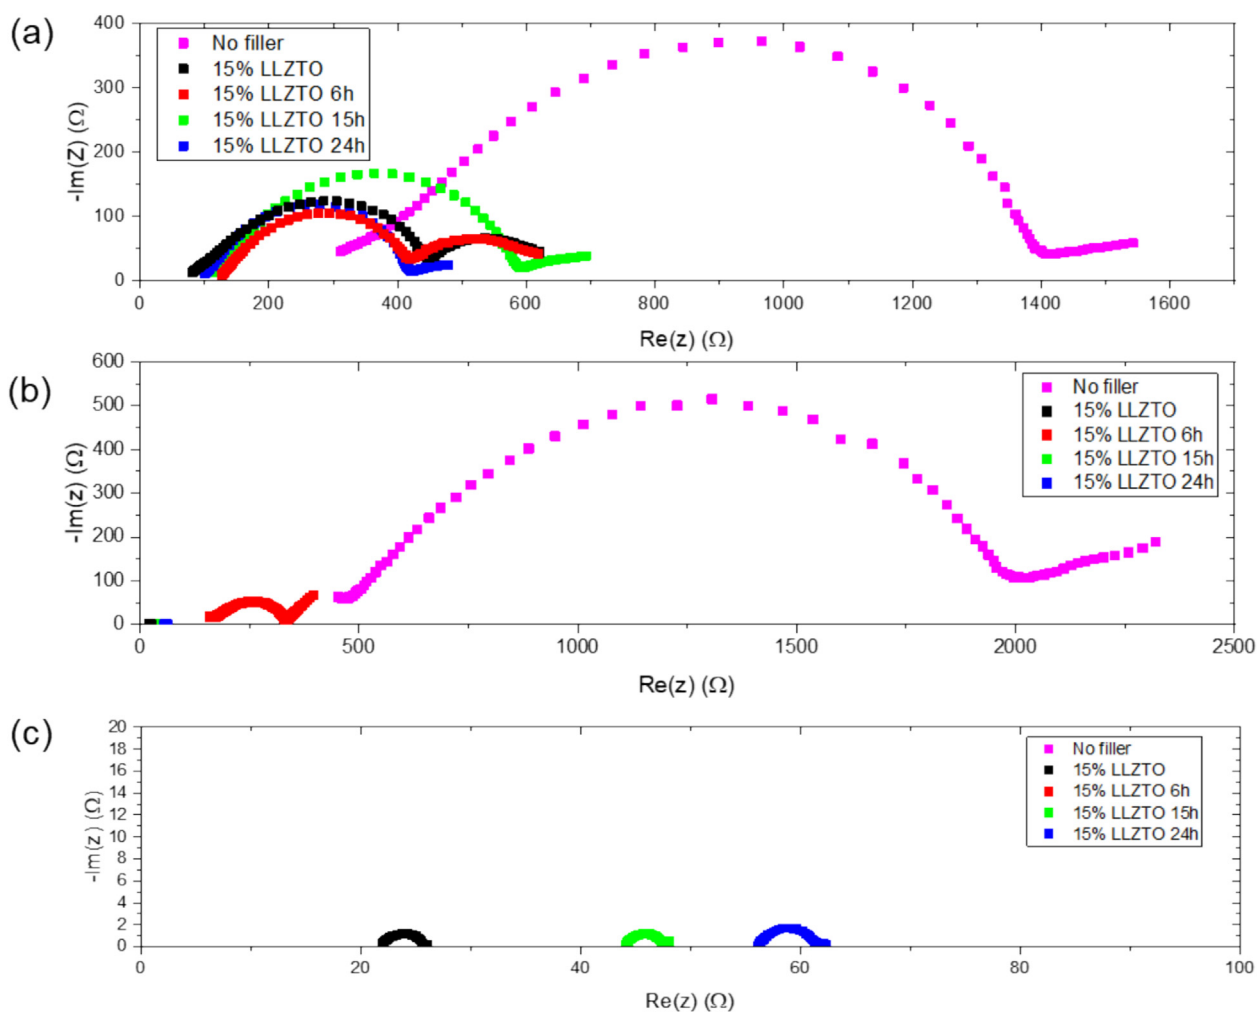 (a)
400
300
200
100
0
-Im(Z) (Ω)
No filler
15% LLZTO
15% LLZTO 6h
15% LLZTO 15h
15% LLZTO 24h
0 200 400 600 800 1000 1200 1400 1600
Re(z) (Ω)
(b)
600
500
400
300
200
100
0
-Im(z) (Ω)
No filler
15% LLZTO
15% LLZTO 6h
15% LLZTO 15h
15% LLZTO 24h
0 500 1000 1500 2000 2500
Re(z) (Ω)
(c)
20
18
16
14
12
10
8
6
4
2
0
-Im(z) (Ω)
No filler
15% LLZTO
15% LLZTO 6h
15% LLZTO 15h
15% LLZTO 24h
0 20 40 60 80 100
Re(z) (Ω)